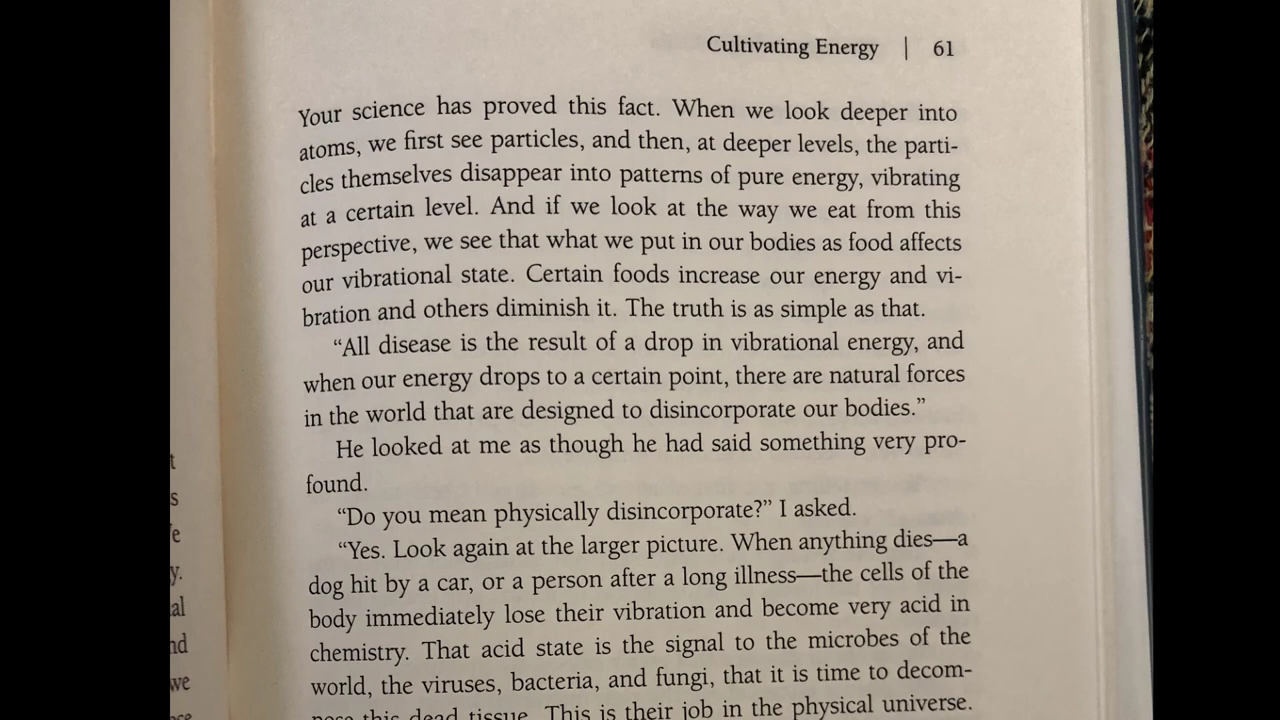 Cultivating Energy | 61
Your science has proved this fact. When we look deeper into
atoms, we first see particles, and then, at deeper levels, the parti-
cles themselves disappear into patterns of pure energy, vibrating
at a certain level. And if we look at the way we eat from this
perspective, we see that what we put in our bodies as food affects
our vibrational state. Certain foods increase our energy and vi-
bration and others diminish it. The truth is as simple as that.
“All disease is the result of a drop in vibrational energy, and
when our energy drops to a certain point, there are natural forces
in the world that are designed to disincorporate our bodies.”
He looked at me as though he had said something very pro-
found.
“Do you mean physically disincorporate?” I asked.
“Yes. Look again at the larger picture. When anything dies—a
dog hit by a car, or a person after a long illness—the cells of the
body immediately lose their vibration and become very acid in
chemistry. That acid state is the signal to the microbes of the
world, the viruses, bacteria, and fungi, that it is time to decom-
pose this dead tissue. This is their job in the physical universe.